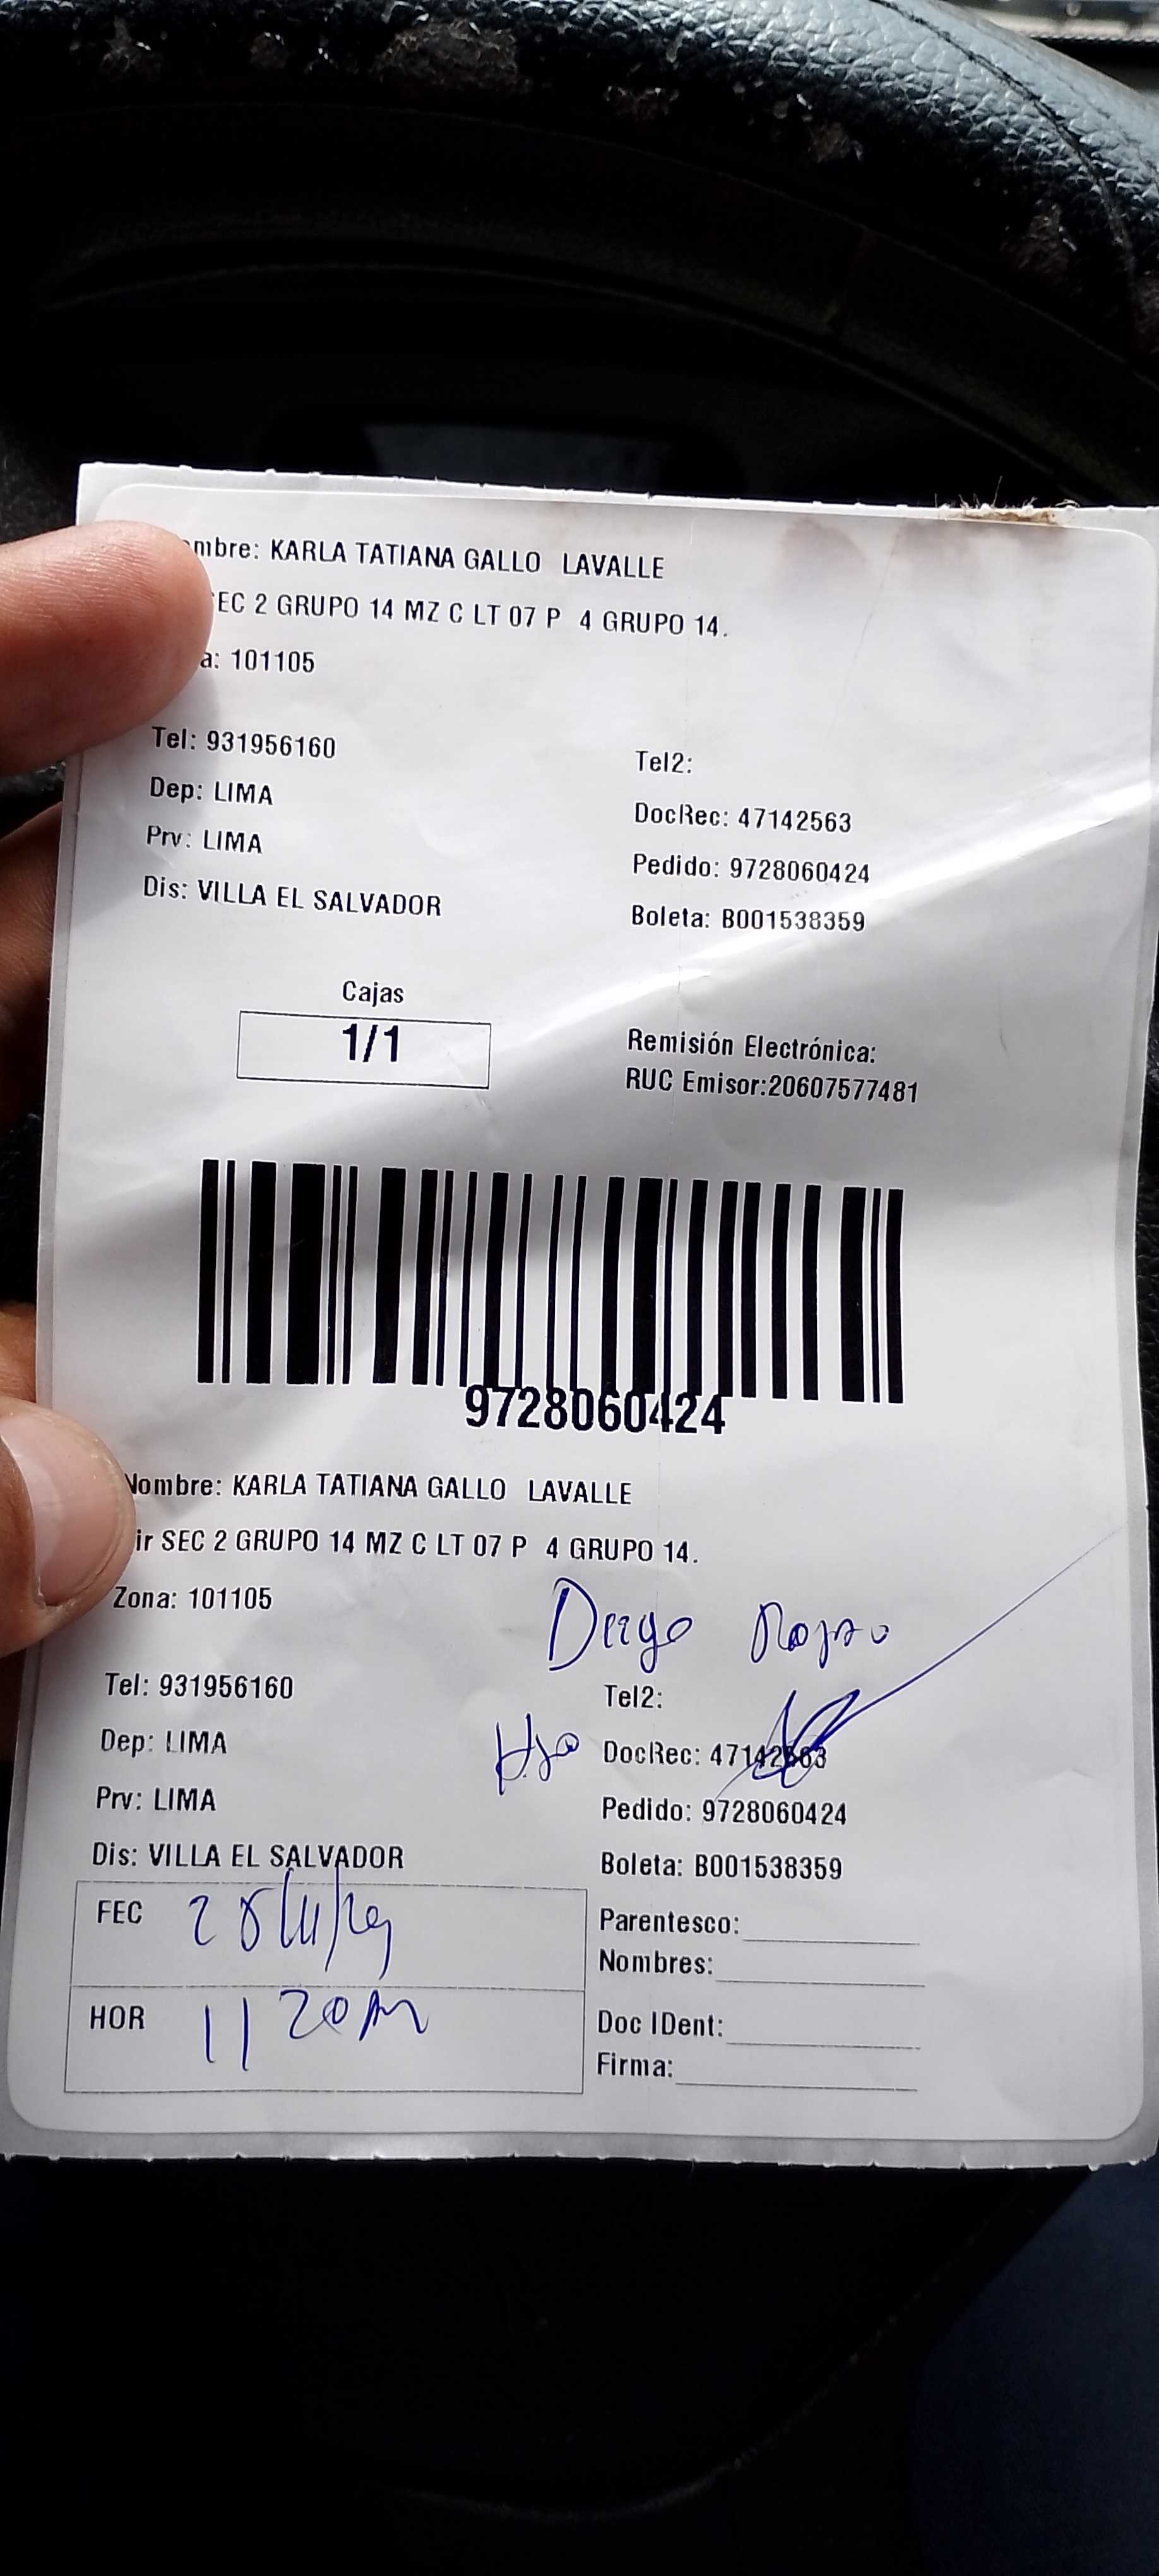 mbre: KARLA TATIANA GALLO LAVALLE
EC 2 GRUPO 14 MZ C LT 07 P 4 GRUPO 14.
a: 101105
Tel: 931956160
Tel2:
Dep: LIMA
DocRec: 47142563
Prv: LIMA
Pedido: 9728060424
Dis: VILLA EL SALVADOR
Boleta: B001538359
Cajas
1/1
Remisión Electrónica:
RUC Emisor:20607577481
9728060424
Nombre: KARLA TATIANA GALLO LAVALLE
ir SEC 2 GRUPO 14 MZ C LT 07 P 4 GRUPO 14.
Zona: 101105
Tel: 931956160
Tel2:
Dep: LIMA
DocRec: 47142563
Prv: LIMA
Pedido: 9728060424
Dis: VILLA EL SALVADOR
Boleta: B001538359
FEC
Parentesco:
Nombres:
HOR 11 20 AM
Doc IDent:
Firma: